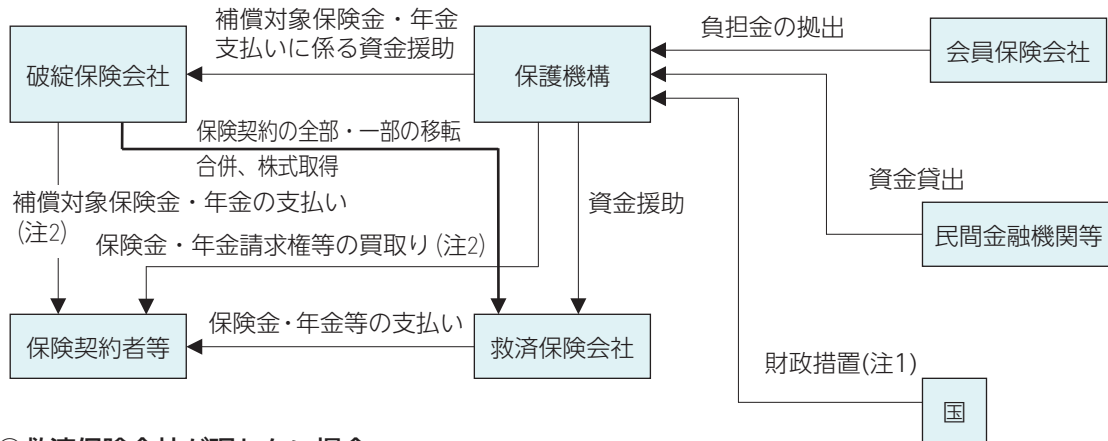 補償対象保険金・年金
支払いに係る資金援助
負担金の拠出
破綻保険会社
保護機構
会員保険会社
保険契約の全部・一部の移転
合併、株式取得
資金貸出
補償対象保険金・年金の支払い
(注2)
資金援助
保険金・年金請求権等の買取り(注2)
民間金融機関等
保険金・年金等の支払い
保険契約者等
救済保険会社
財政措置(注1)
国